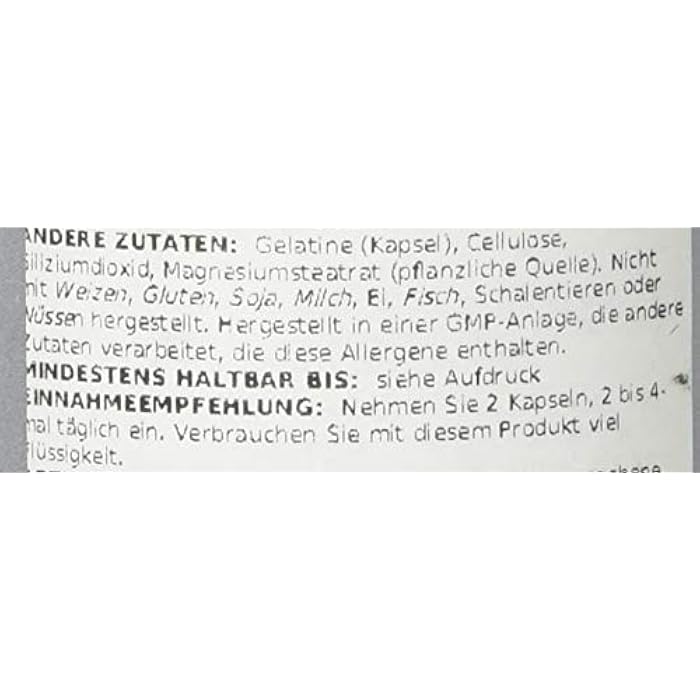 ANDERE ZUTATEN: Gelatine (Kapsel), Cellulose,
Siliziumdioxid, Magnesiumsteatrat (pflanzliche Quelle). Nicht
mit Weizen, Gluten, Soja, Milch, Ei, Fisch, Schalentieren oder
Nüssen hergestellt. Hergestellt in einer GMP-Anlage, die andere
Zutaten verarbeitet, die diese Allergene enthalten.
MINDESTENS HALTBAR BIS: siehe Aufdruck
EINNAHMEEMPFEHLUNG: Nehmen Sie 2 Kapseln, 2 bis 4-
mal täglich ein. Verbrauchen Sie mit diesem Produkt viel
Flüssigkeit.